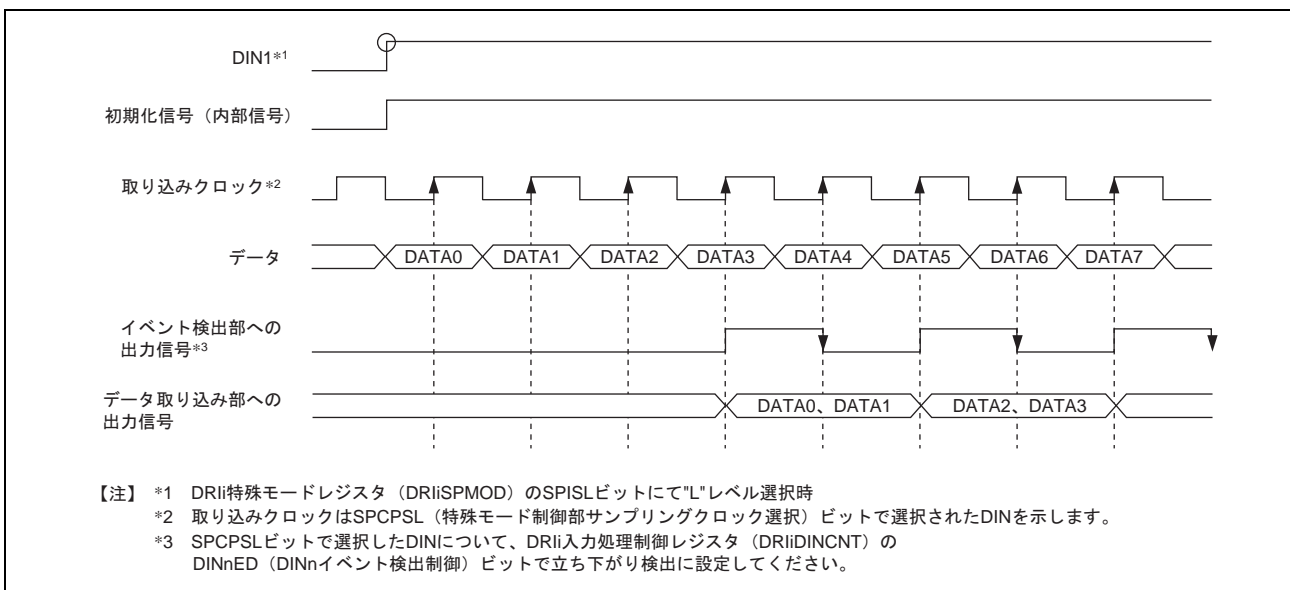 DIN1*1
初期化信号（内部信号）
取り込みクロック*2
データ
DATA0 DATA1 DATA2 DATA3 DATA4 DATA5 DATA6 DATA7
イベント検出部への
出力信号*3
データ取り込み部への
出力信号
DATA0、DATA1 DATA2、DATA3
【注】 *1 DRIi特殊モードレジスタ（DRIiSPMOD）のSPISLビットにて"L"レベル選択時
*2 取り込みクロックはSPCPSL（特殊モード制御部サンプリングクロック選択）ビットで選択されたDINを示します。
*3 SPCPSLビットで選択したDINについて、DRIi入力処理制御レジスタ（DRIiDINCNT）の
DINnED（DINnイベント検出制御）ビットで立ち下がり検出に設定してください。